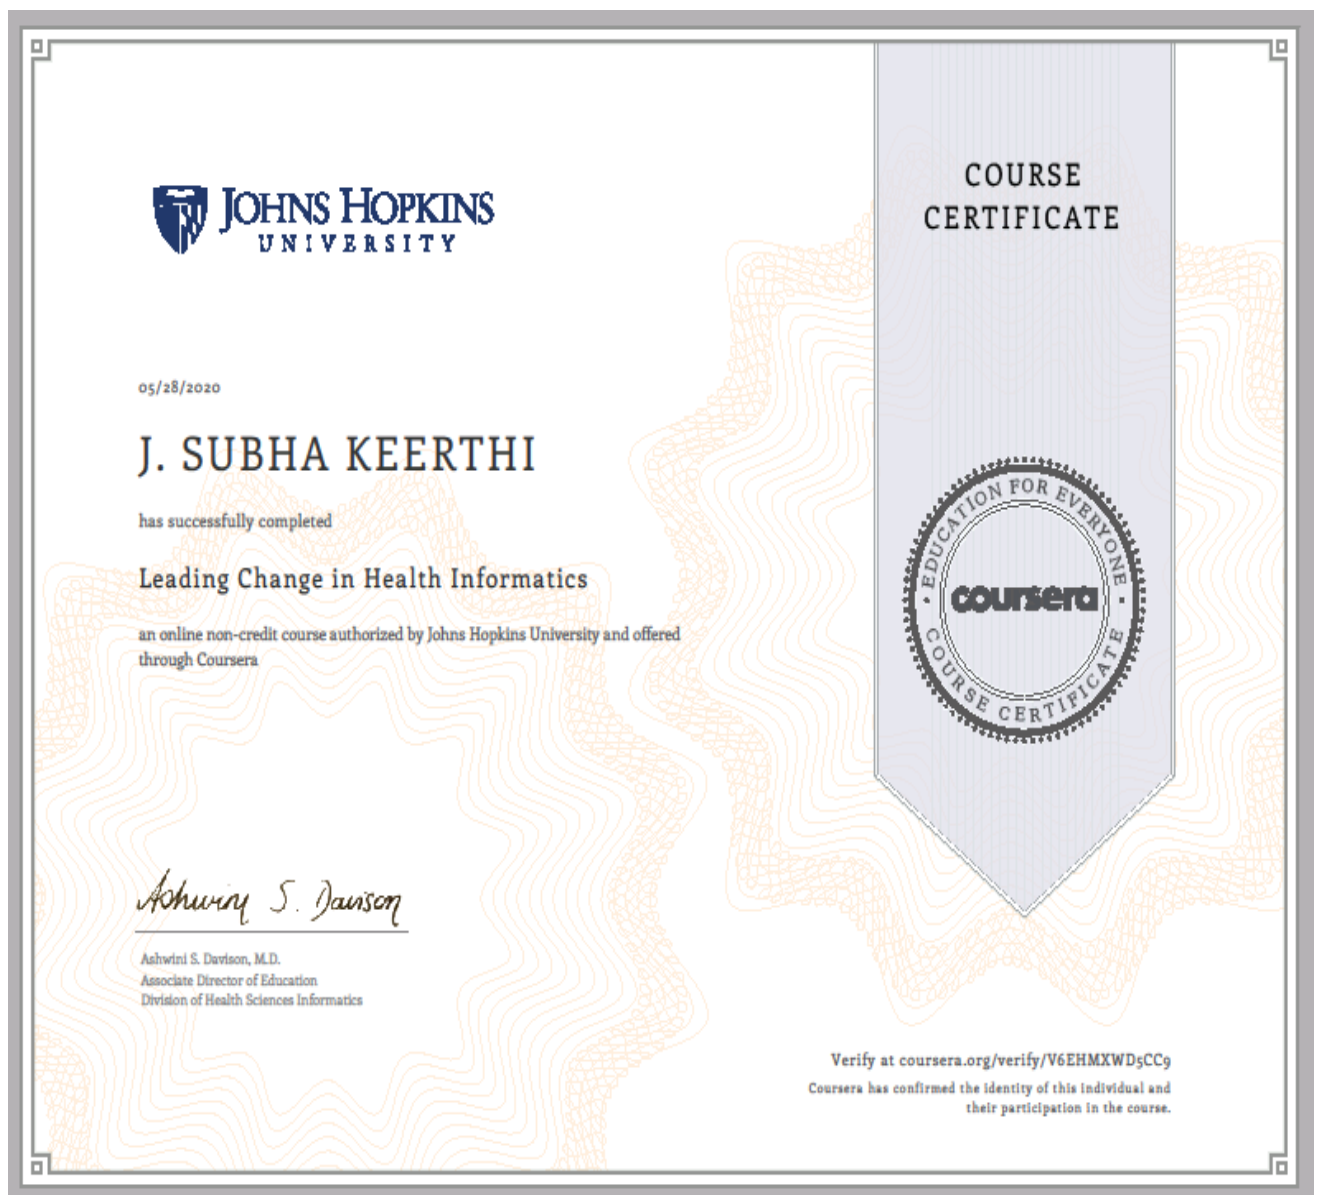 JOHNS HOPKINS
UNIVERSITY
COURSE
CERTIFICATE
05/28/2020
J. SUBHA KEERTHI
has successfully completed
Leading Change in Health Informatics
an online non-credit course authorized by Johns Hopkins University and offered
through Coursera
EDUCATION FOR EVERYONE
coursera
COURSE CERTIFICATE
Ashwini S. Davison
Ashwini S. Davison, M.D.
Associate Director of Education
Division of Health Sciences Informatics
Verify at coursera.org/verify/V6EHMXWD5CC9
Coursera has confirmed the identity of this individual and
their participation in the course.